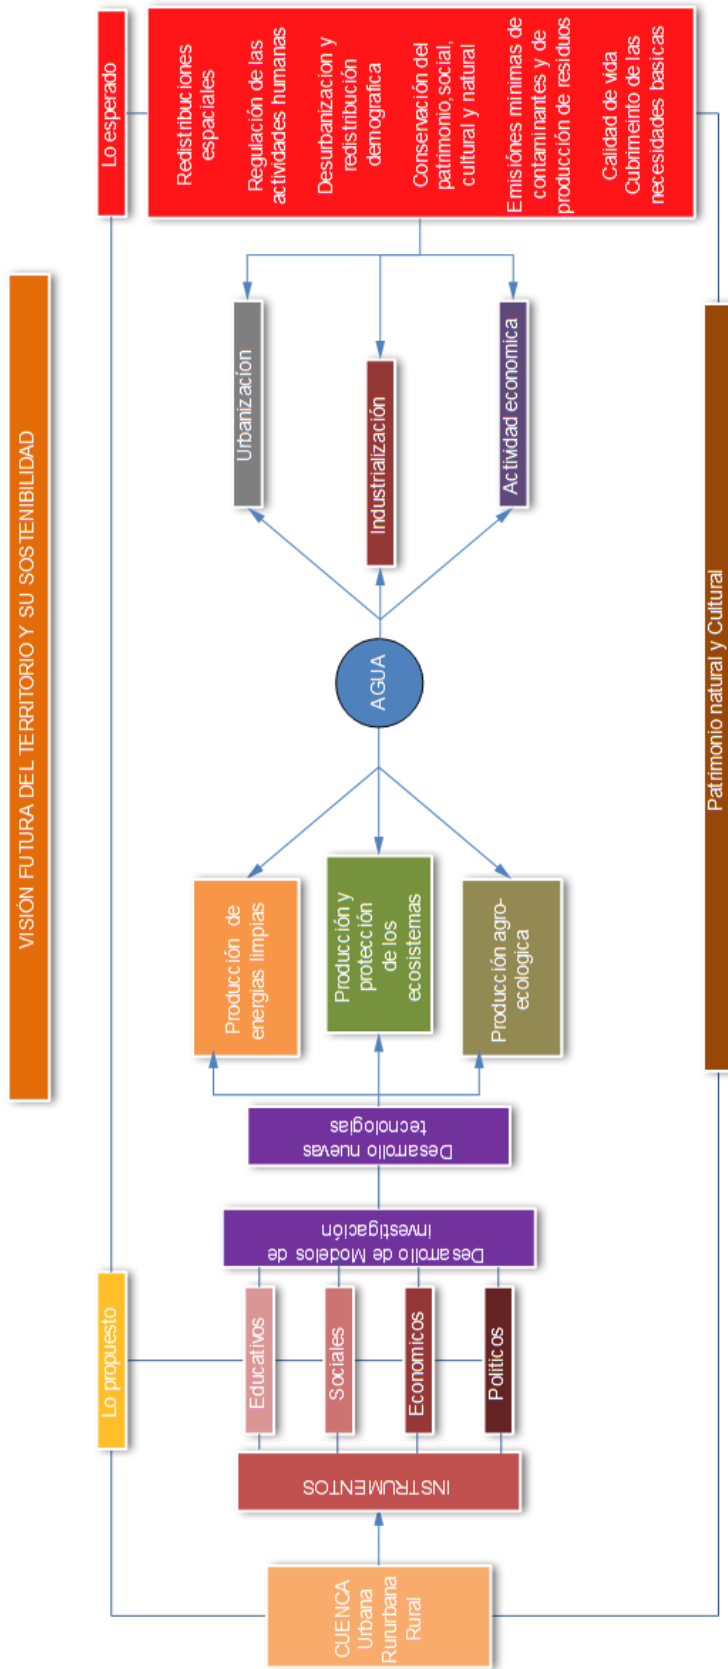 VISIÓN FUTURA DEL TERRITORIO Y SU SOSTENIBILIDAD
Lo propuesto
Lo esperado
CUENCA
Urbana
Rururbana
Rural
INSTRUMENTOS
Educativos
Sociales
Economicos
Politicos
Desarrollo de Modelos de
investigación
Desarrollo nuevas
tecnologias
Producción de
energias limpias
Producción y
protección
de los
ecosistemas
Producción agro-
ecologica
AGUA
Urbanizacíon
Industrialización
Actividad economica
Redistribuciones
espaciales
Regulación de las
actividades humanas
Desurbanizacion y
redistribución
demografica
Conservación del
patrimonio,social,
cultural y natural
Emisiónes minimas de
contaminantes y de
producción de residuos
Calidad de vida
Cubrimeinto de las
necesidades basicas
Patrimonio natural y Cultural